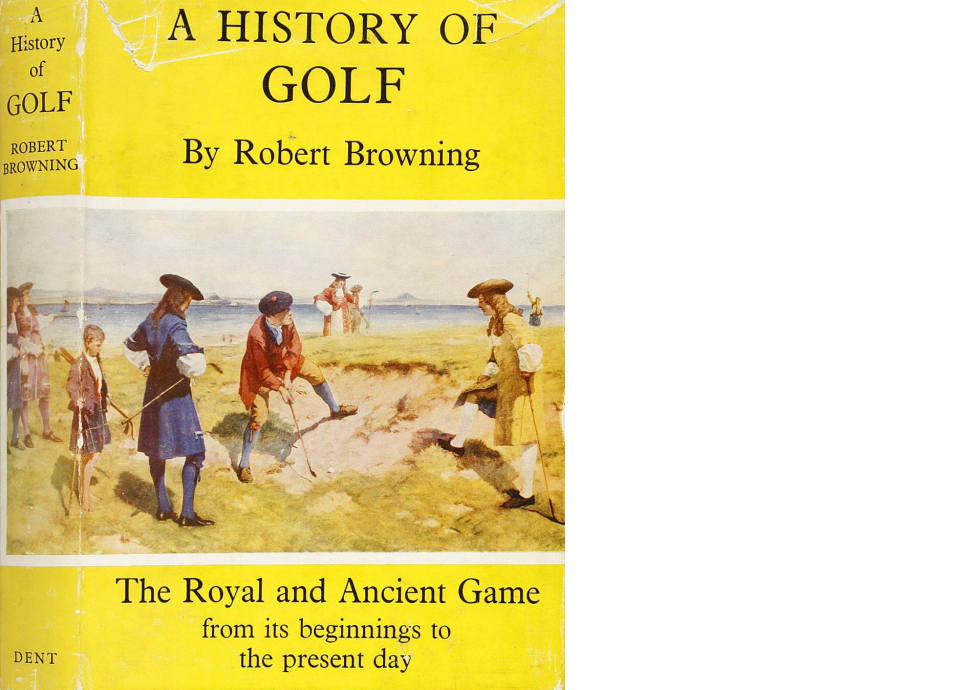 A
History
of
GOLF
ROBERT
BROWNING
DENT
A HISTORY OF
GOLF
By Robert Browning
The Royal and Ancient Game
from its beginnings to
the present day